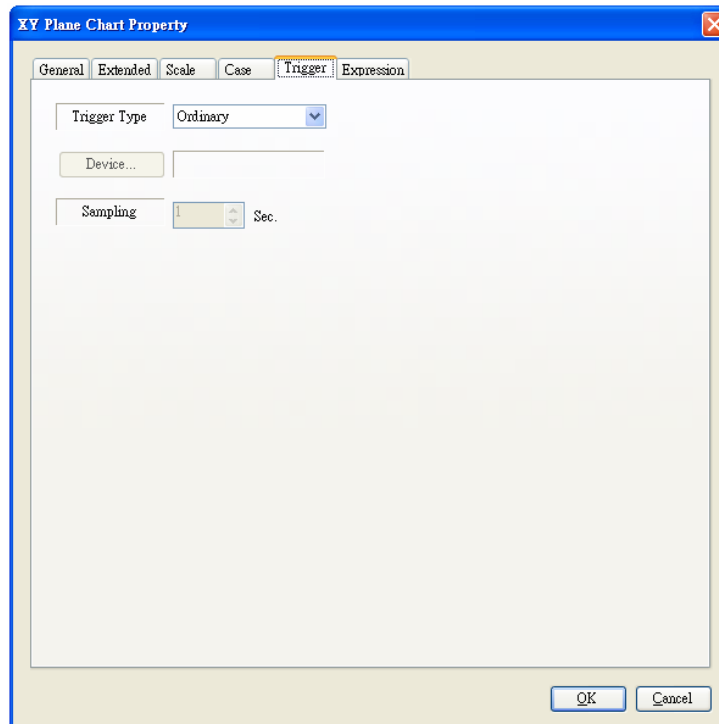 XY Plane Chart Property
General Extended Scale Case Trigger Expression
Trigger Type Ordinary
Device...
Sampling 1 Sec.
OK Cancel